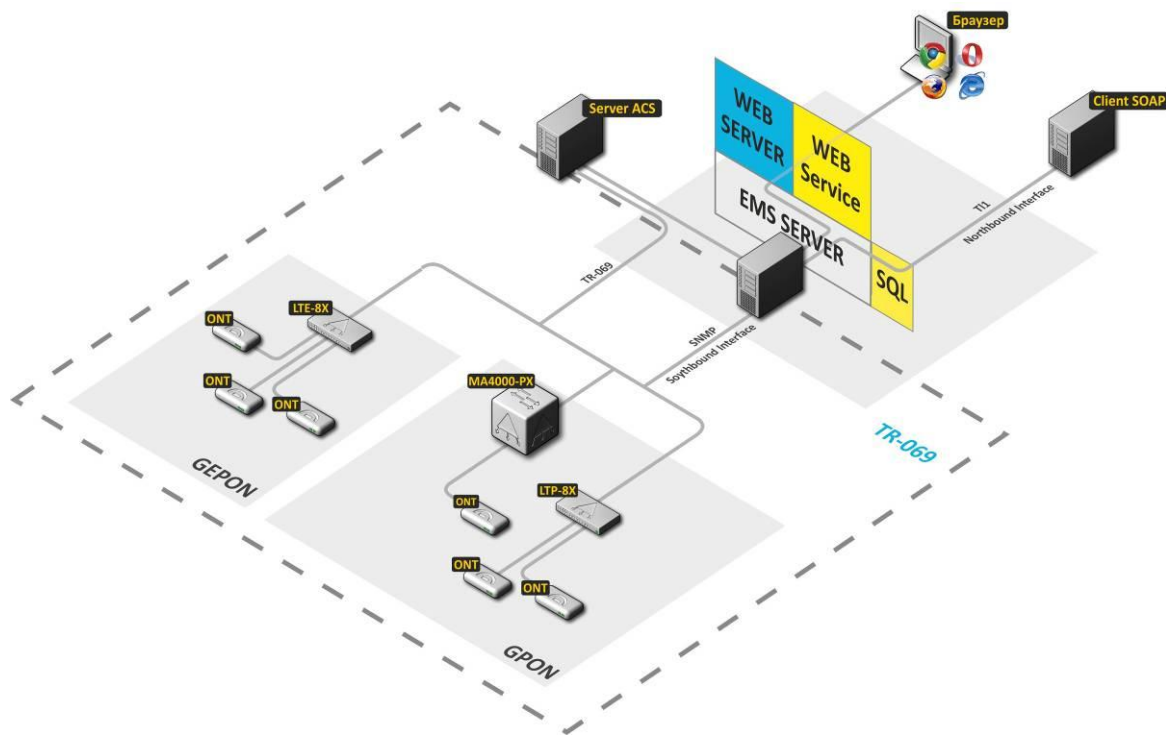 Браузер
Server ACS
Client SOAP
WEB
SERVER
WEB
Service
EMS SERVER
SQL
Tl1
Northbound Interface
TR-069
SNMP
Soythbound Interface
LTE-8X
ONT
ONT
ONT
GEPON
MA4000-PX
LTP-8X
ONT
ONT
ONT
GPON
TR-069